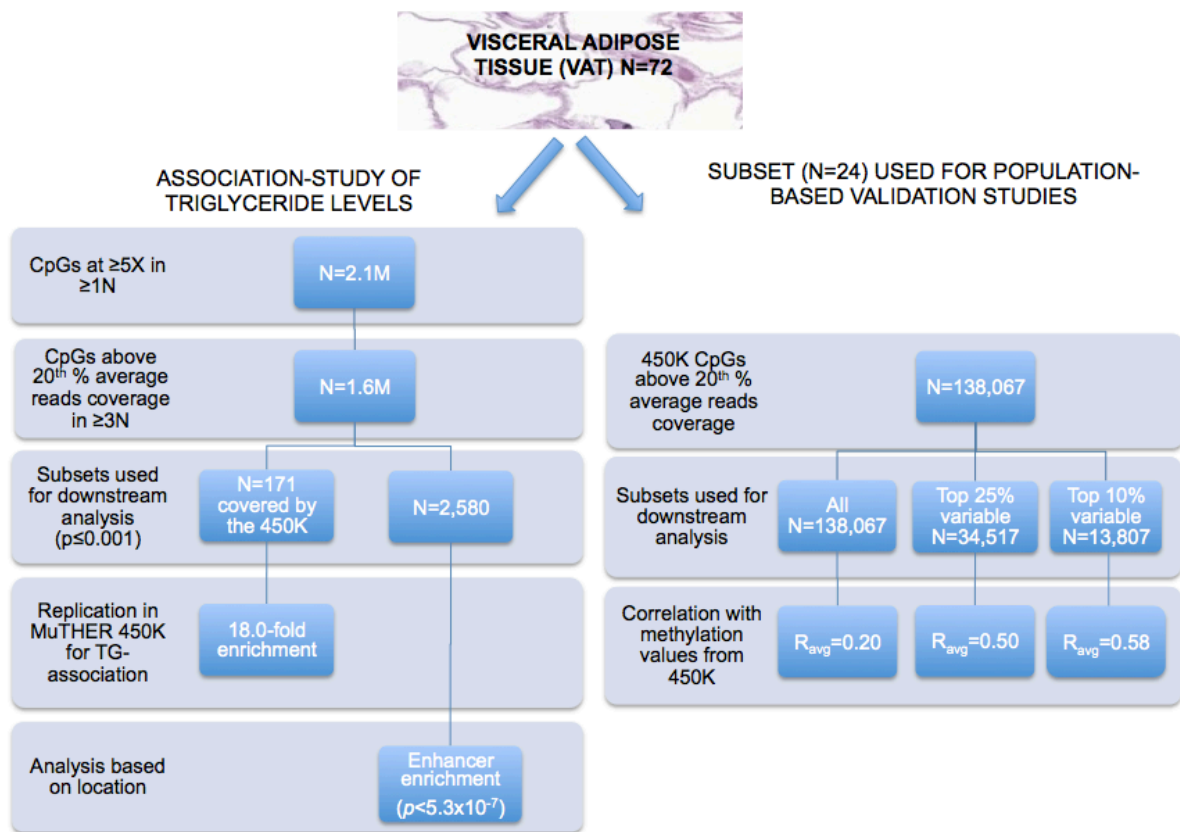 VISCERAL ADIPOSE
TISSUE (VAT) N=72
ASSOCIATION-STUDY OF
TRIGLYCERIDE LEVELS
CpGs at ≥5X in
≥1N
N=2.1M
CpGs above
20th % average
reads coverage
in ≥3N
N=1.6M
Subsets used
for downstream
analysis
(p≤0.001)
N=171
covered by
the 450K
N=2,580
Replication in
MuTHER 450K
for TG-
association
18.0-fold
enrichment
Analysis based
on location
Enhancer
enrichment
(p<5.3x10-7)
SUBSET (N=24) USED FOR POPULATION-
BASED VALIDATION STUDIES
450K CpGs
above 20th %
average reads
coverage
N=138,067
Subsets used for
downstream
analysis
All
N=138,067
Top 25%
variable
N=34,517
Top 10%
variable
N=13,807
Correlation with
methylation
values from
450K
Ravg=0.20
Ravg=0.50
Ravg=0.58